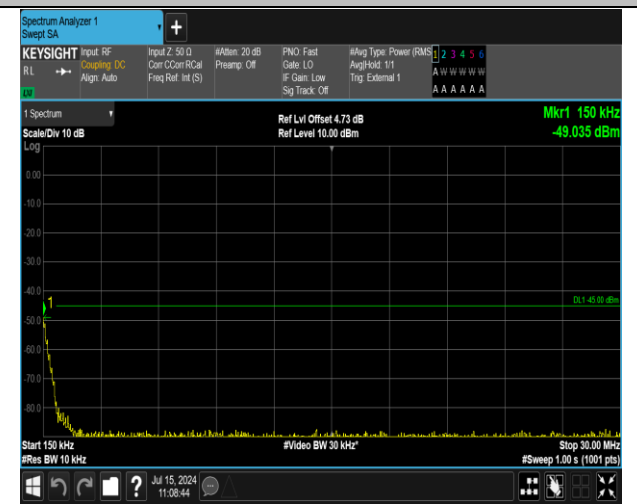 Spectrum Analyzer 1
Swept SA
+
KEYSIGHT
RL
Input: RF
Coupling: DC
Align: Auto
Input Z: 50 Ω
Corr CCorr RCal
Freq Ref: Int (S)
#Atten: 20 dB
Preamp: Off
PNO: Fast
Gate: LO
IF Gain: Low
Sig Track: Off
#Avg Type: Power (RMS
Avg|Hold: 1/1
Trig: External 1
1 2 3 4 5 6
A W W W W W
A A A A A A
1 Spectrum
Scale/Div 10 dB
Ref Lvl Offset 4.73 dB
Ref Level 10.00 dBm
Mkr1 150 kHz
-49.035 dBm
Log
0.00
-10.0
-20.0
-30.0
-40.0
1
DL1 -45.00 dBm
-50.0
-60.0
-70.0
-80.0
Start 150 kHz
#Res BW 10 kHz
#Video BW 30 kHz*
Stop 30.00 MHz
#Sweep 1.00 s (1001 pts)
?
Jul 15, 2024
11:08:44